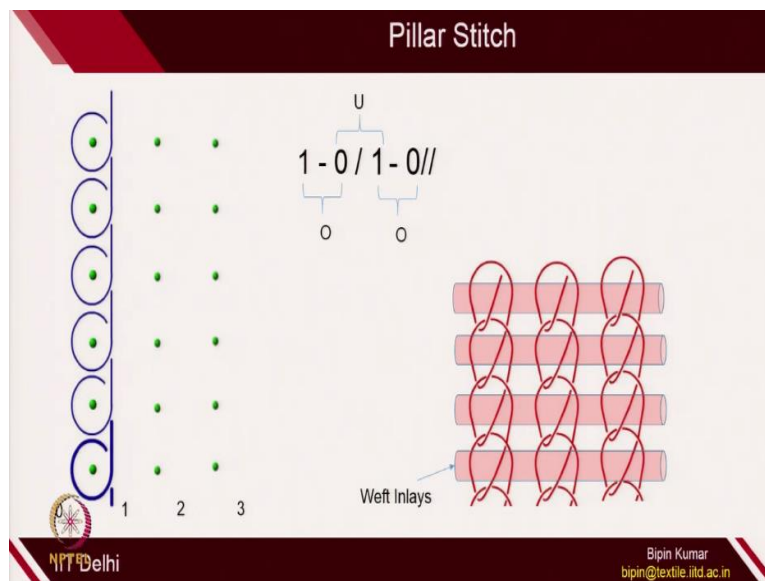 Pillar Stitch
U
1 - 0 / 1 - 0//
O O
Weft Inlays
0 1 2 3
NPTEL
IIT Delhi
Bipin Kumar
bipin@textile.iitd.ac.in